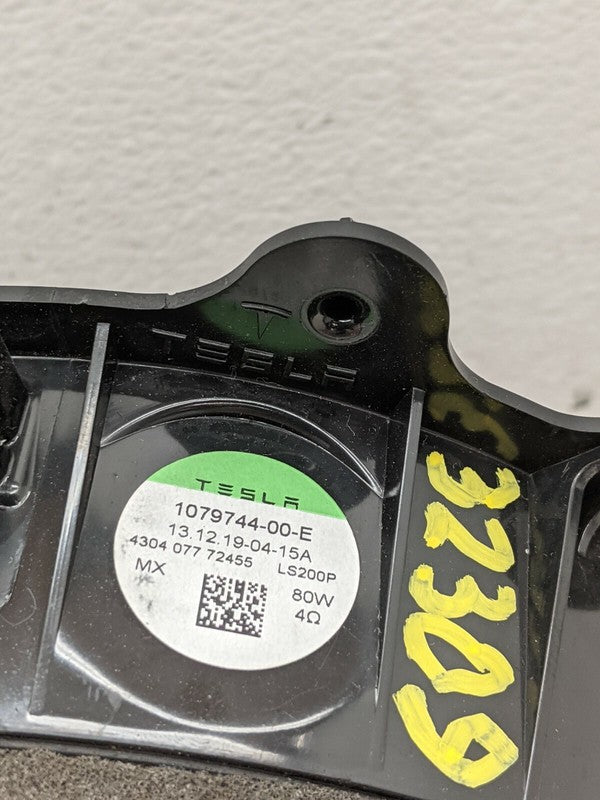 TESLA
TESLA
1079744-00-E
13.12.19-04-15A
4304 077 72455 LS200P
MX
80W
4Ω
32309